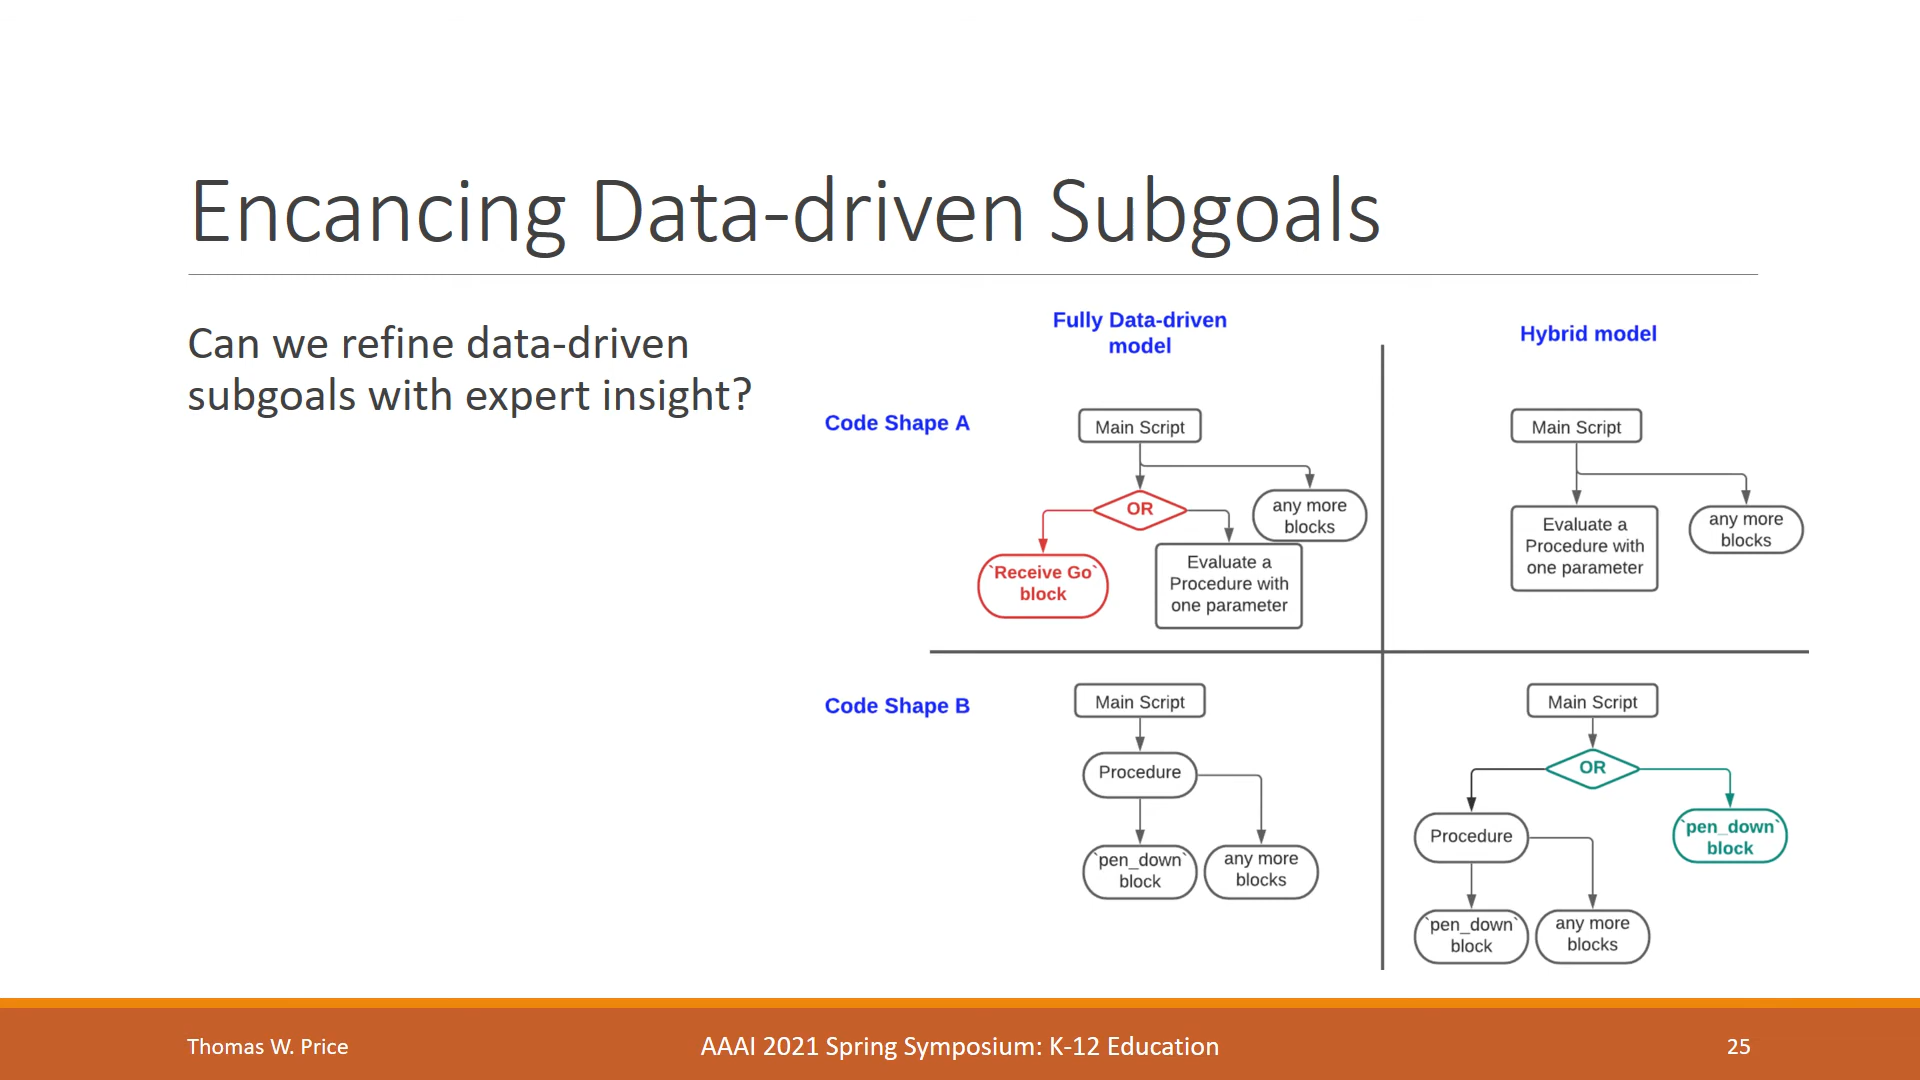 Encancing Data-driven Subgoals
Can we refine data-driven
subgoals with expert insight?
Fully Data-driven
model
Hybrid model
Code Shape A
Main Script
OR
any more
blocks
`Receive Go`
block
Evaluate a
Procedure with
one parameter
Main Script
Evaluate a
Procedure with
one parameter
any more
blocks
Code Shape B
Main Script
Procedure
`pen_down`
block
any more
blocks
Main Script
OR
Procedure
`pen_down`
block
`pen_down`
block
any more
blocks
Thomas W. Price
AAAI 2021 Spring Symposium: K-12 Education
25